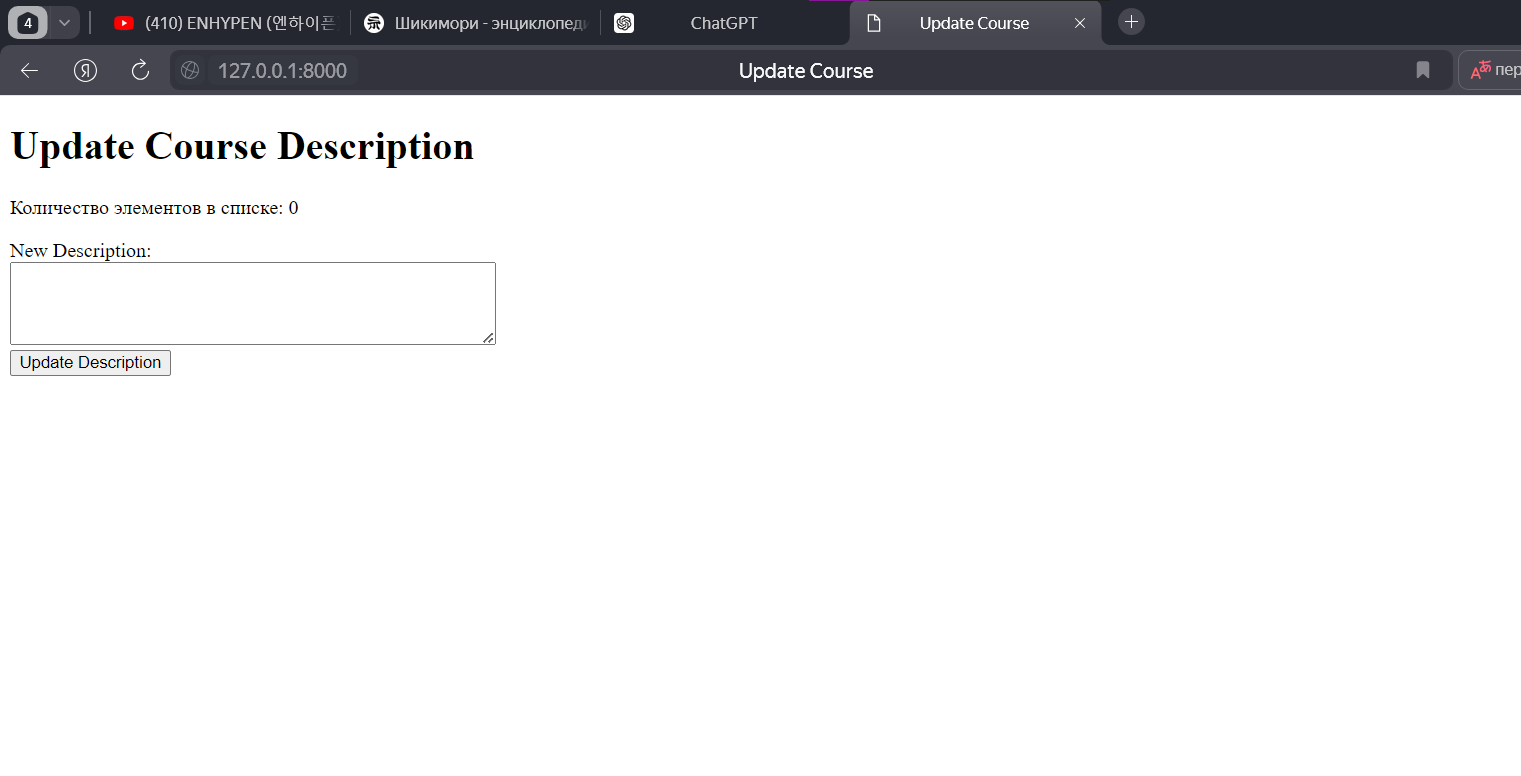 4
(410) ENHYPEN (엔하이픈
Шикимори - энциклопеди
ChatGPT
Update Course
Я
127.0.0.1:8000
Update Course
пер
Update Course Description
Количество элементов в списке: 0
New Description:
Update Description